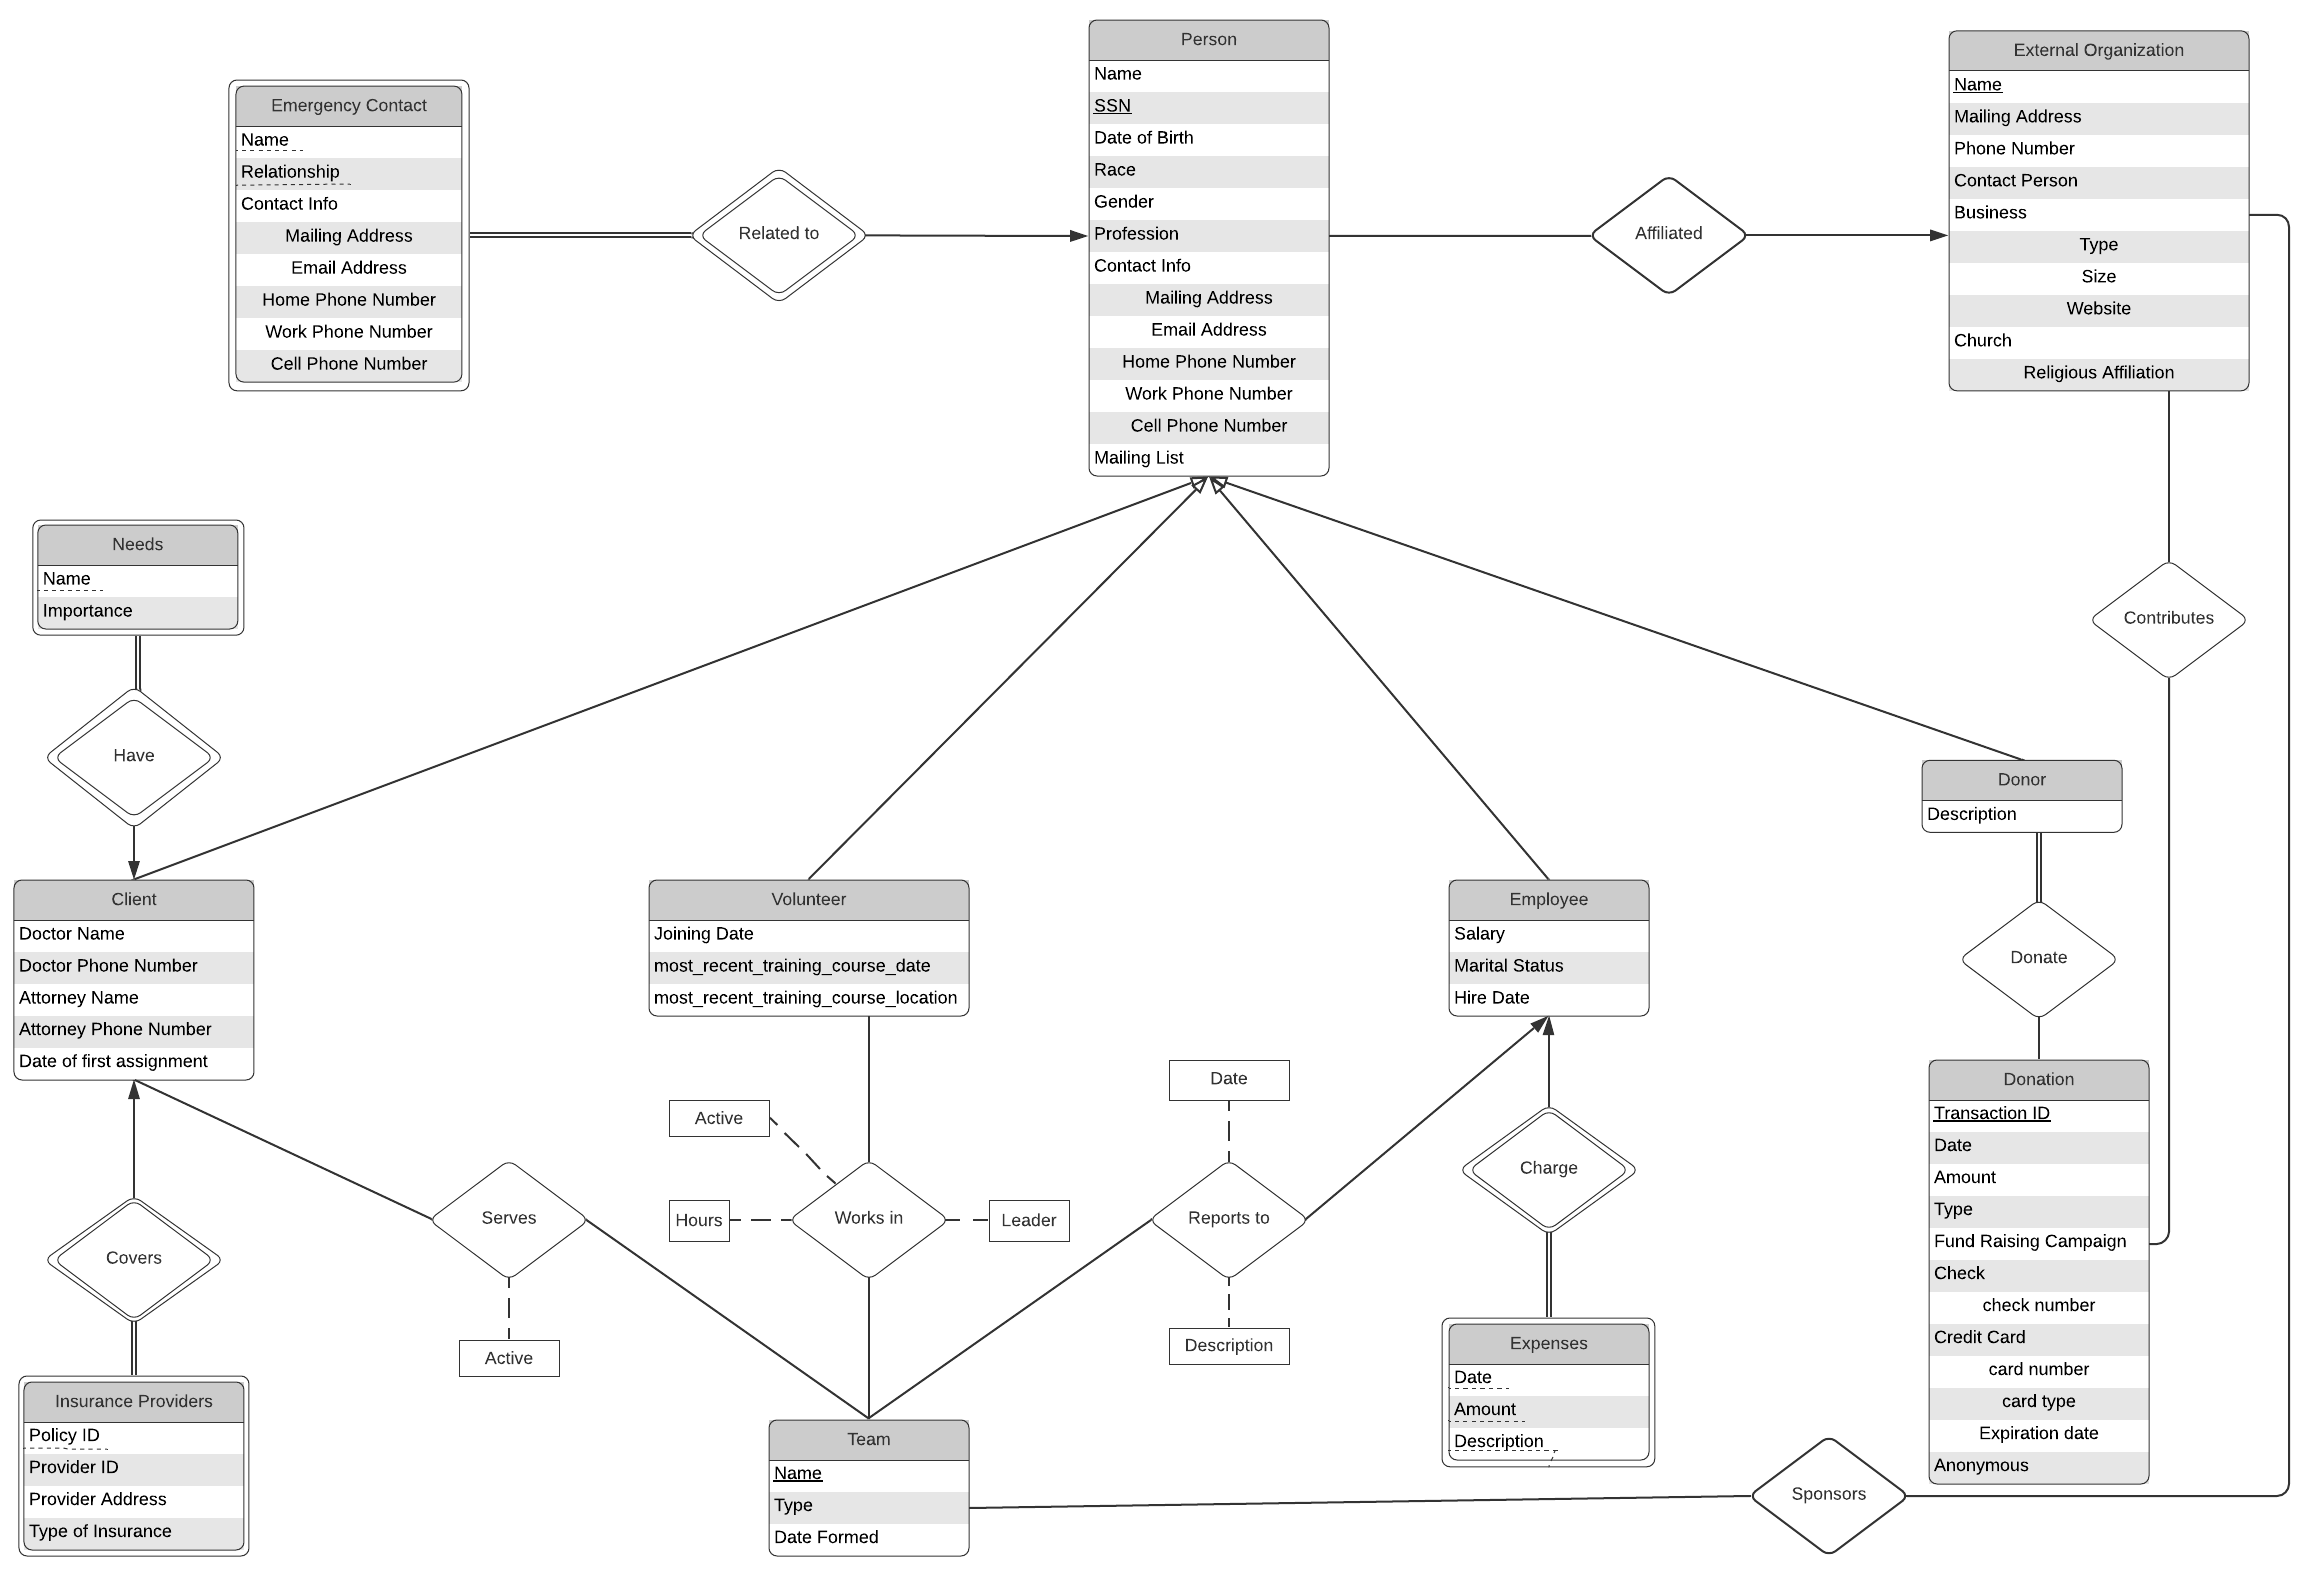 Person
Name
SSN
Date of Birth
Race
Gender
Profession
Contact Info
Mailing Address
Email Address
Home Phone Number
Work Phone Number
Cell Phone Number
Mailing List
External Organization
Name
Mailing Address
Phone Number
Contact Person
Business
Type
Size
Website
Church
Religious Affiliation
Emergency Contact
Name
Relationship
Contact Info
Mailing Address
Email Address
Home Phone Number
Work Phone Number
Cell Phone Number
Related to
Affiliated
Needs
Name
Importance
Have
Contributes
Donor
Description
Client
Doctor Name
Doctor Phone Number
Attorney Name
Attorney Phone Number
Date of first assignment
Volunteer
Joining Date
most_recent_training_course_date
most_recent_training_course_location
Employee
Salary
Marital Status
Hire Date
Donate
Date
Active
Hours
Works in
Leader
Reports to
Description
Charge
Serves
Active
Covers
Donation
Transaction ID
Date
Amount
Type
Fund Raising Campaign
Check
check number
Credit Card
card number
card type
Expiration date
Anonymous
Insurance Providers
Policy ID
Provider ID
Provider Address
Type of Insurance
Team
Name
Type
Date Formed
Expenses
Date
Amount
Description
Sponsors